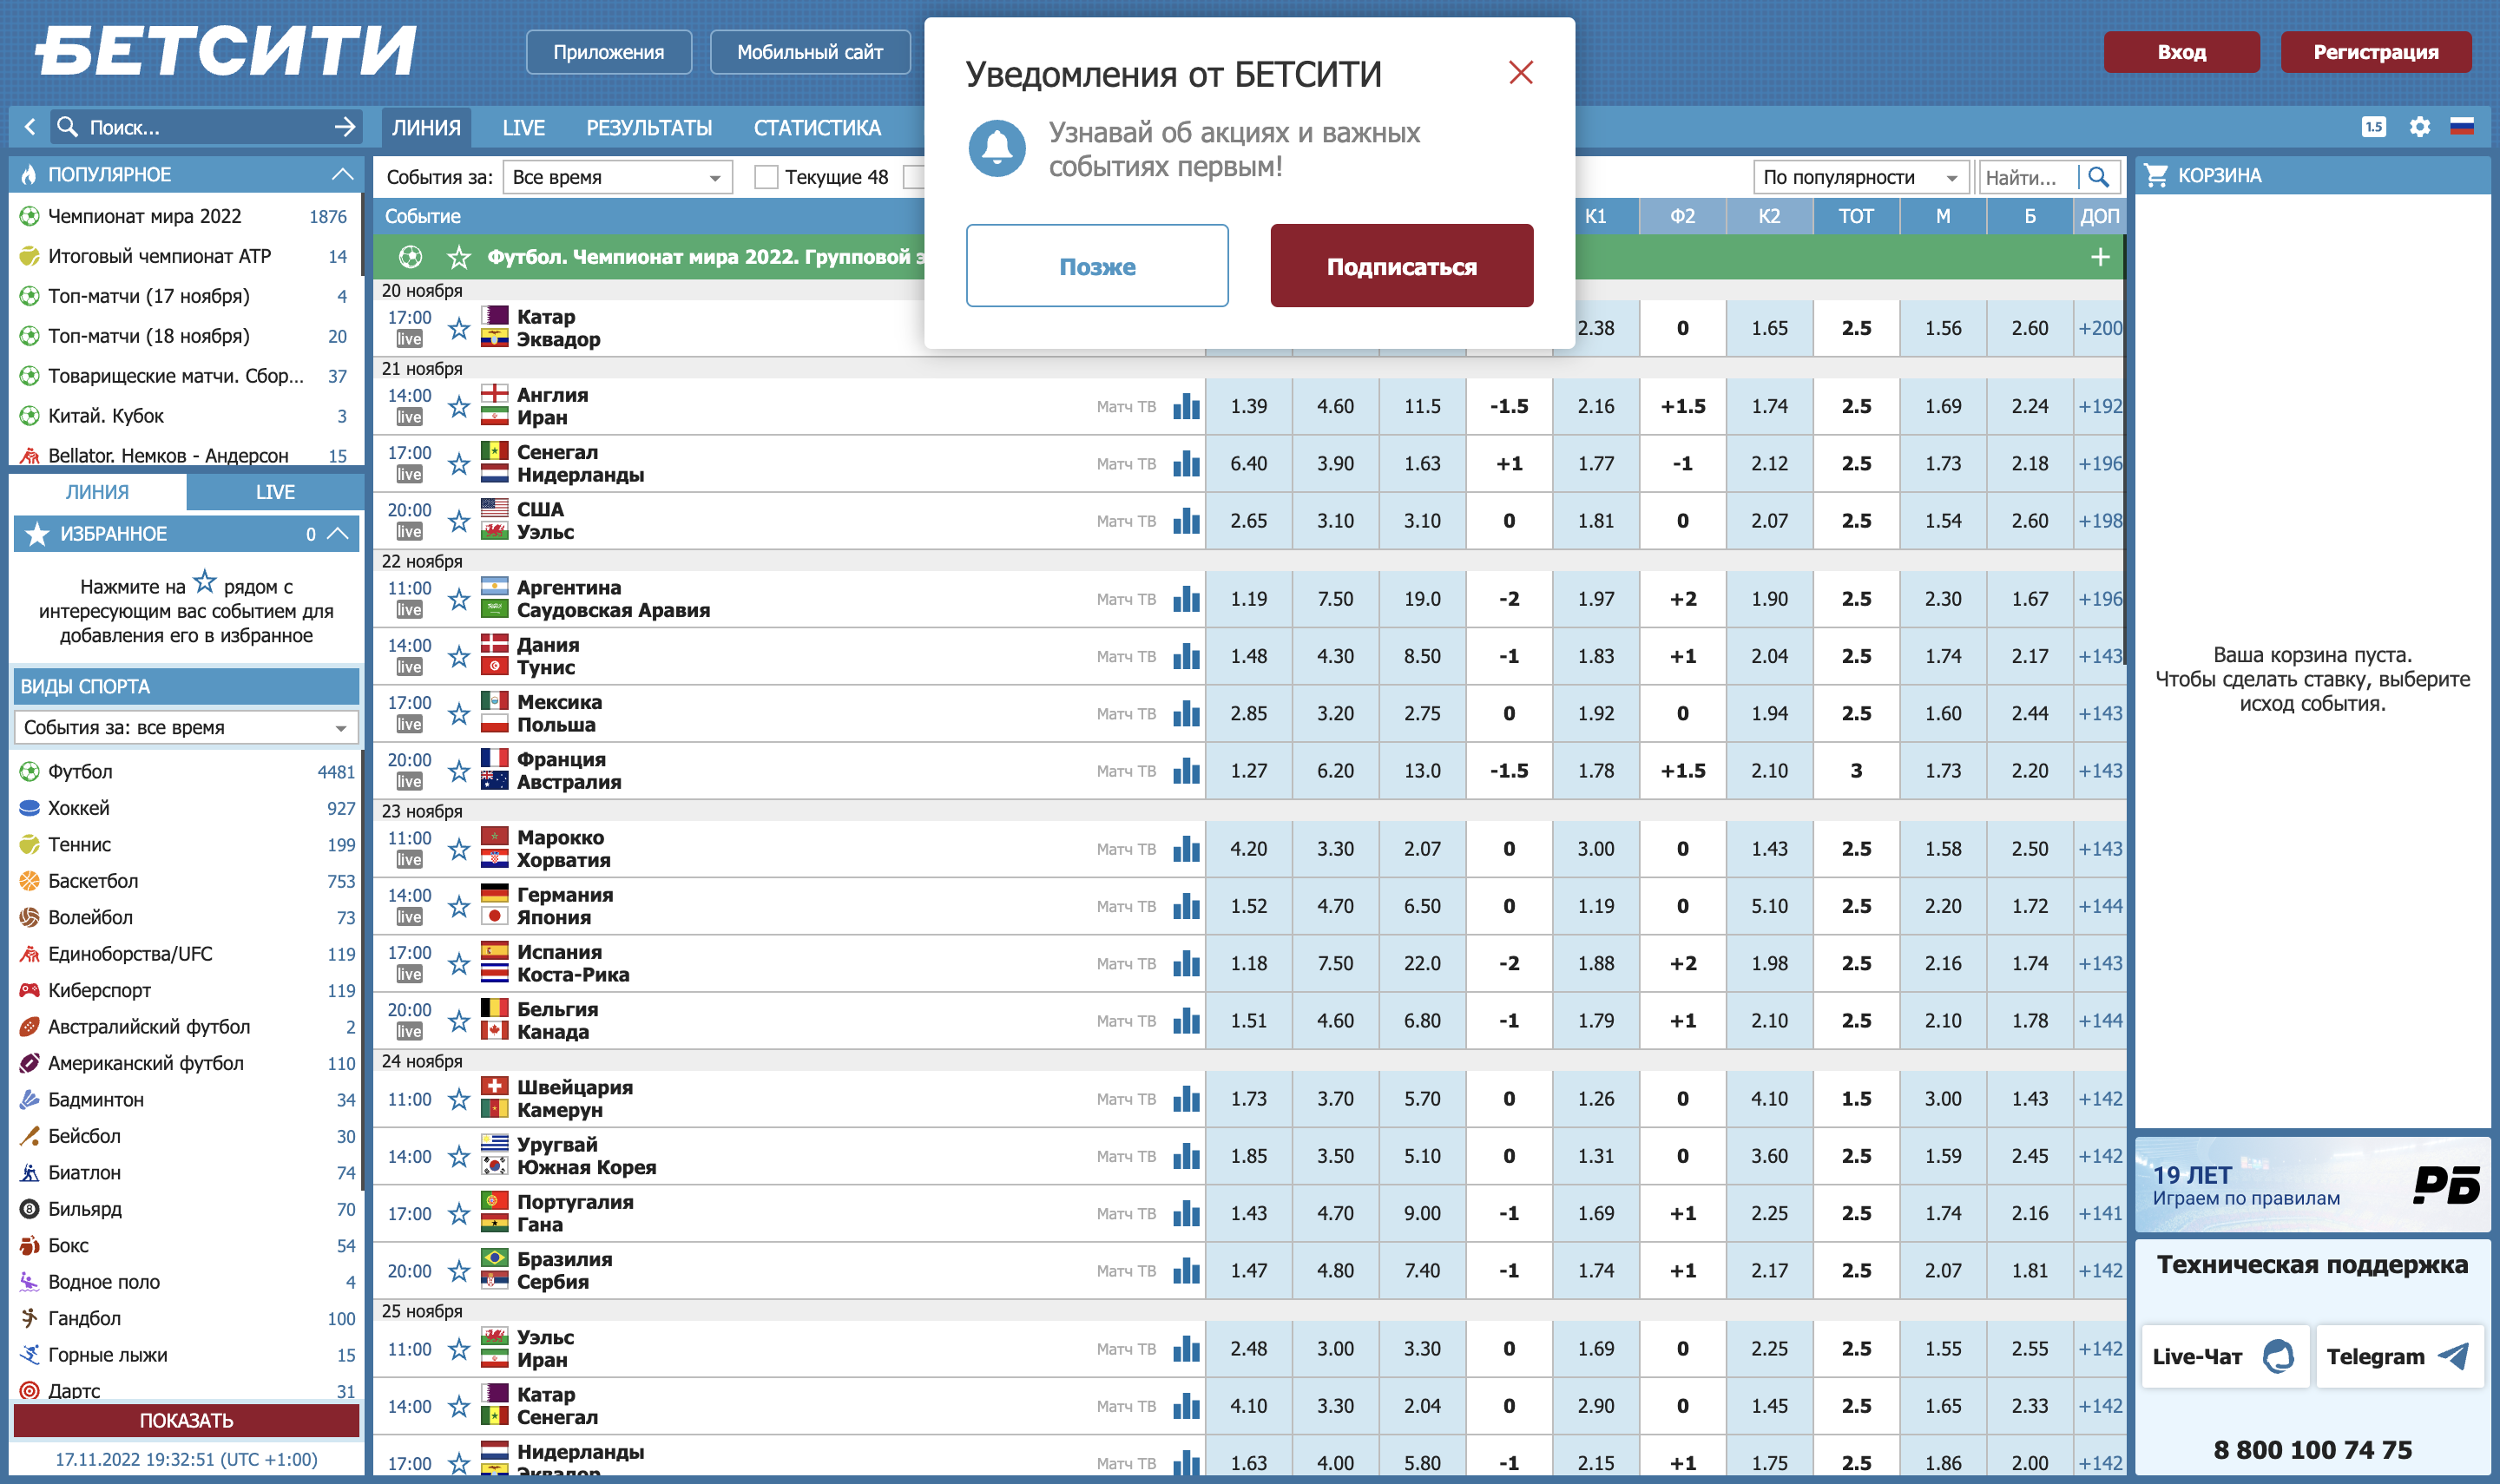 БЕТСИТИ
Приложения
Мобильный сайт
Вход
Регистрация
Уведомления от БЕТСИТИ
Узнавай об акциях и важных
событиях первым!
Позже
Подписаться
Поиск...
ЛИНИЯ LIVE РЕЗУЛЬТАТЫ СТАТИСТИКА
1.5
ПОПУЛЯРНОЕ
Чемпионат мира 2022 1876
Итоговый чемпионат ATP 14
Топ-матчи (17 ноября) 4
Топ-матчи (18 ноября) 20
Товарищеские матчи. Сбор... 37
Китай. Кубок 3
Bellator. Немков - Андерсон 15
ЛИНИЯ LIVE
ИЗБРАННОЕ 0
Нажмите на рядом с
интересующим вас событием для
добавления его в избранное
ВИДЫ СПОРТА
События за: все время
Футбол 4481
Хоккей 927
Теннис 199
Баскетбол 753
Волейбол 73
Единоборства/UFC 119
Киберспорт 119
Австралийский футбол 2
Американский футбол 110
Бадминтон 34
Бейсбол 30
Биатлон 74
Бильярд 70
Бокс 54
Водное поло 4
Гандбол 100
Горные лыжи 15
Дартс 31
ПОКАЗАТЬ
17.11.2022 19:32:51 (UTC +1:00)
События за: Все время Текущие 48
По популярности Найти...
Событие К1 Ф2 К2 ТОТ М Б ДОП
Футбол. Чемпионат мира 2022. Групповой э
20 ноября
17:00 Катар
live Эквадор
2.38 0 1.65 2.5 1.56 2.60 +200
21 ноября
14:00 Англия
live Иран
Матч ТВ 1.39 4.60 11.5 -1.5 2.16 +1.5 1.74 2.5 1.69 2.24 +192
17:00 Сенегал
live Нидерланды
Матч ТВ 6.40 3.90 1.63 +1 1.77 -1 2.12 2.5 1.73 2.18 +196
20:00 США
live Уэльс
Матч ТВ 2.65 3.10 3.10 0 1.81 0 2.07 2.5 1.54 2.60 +198
22 ноября
11:00 Аргентина
live Саудовская Аравия
Матч ТВ 1.19 7.50 19.0 -2 1.97 +2 1.90 2.5 2.30 1.67 +196
14:00 Дания
live Тунис
Матч ТВ 1.48 4.30 8.50 -1 1.83 +1 2.04 2.5 1.74 2.17 +143
17:00 Мексика
live Польша
Матч ТВ 2.85 3.20 2.75 0 1.92 0 1.94 2.5 1.60 2.44 +143
20:00 Франция
live Австралия
Матч ТВ 1.27 6.20 13.0 -1.5 1.78 +1.5 2.10 3 1.73 2.20 +143
23 ноября
11:00 Марокко
live Хорватия
Матч ТВ 4.20 3.30 2.07 0 3.00 0 1.43 2.5 1.58 2.50 +143
14:00 Германия
live Япония
Матч ТВ 1.52 4.70 6.50 0 1.19 0 5.10 2.5 2.20 1.72 +144
17:00 Испания
live Коста-Рика
Матч ТВ 1.18 7.50 22.0 -2 1.88 +2 1.98 2.5 2.16 1.74 +143
20:00 Бельгия
live Канада
Матч ТВ 1.51 4.60 6.80 -1 1.79 +1 2.10 2.5 2.10 1.78 +144
24 ноября
11:00 Швейцария
Камерун
Матч ТВ 1.73 3.70 5.70 0 1.26 0 4.10 1.5 3.00 1.43 +142
14:00 Уругвай
Южная Корея
Матч ТВ 1.85 3.50 5.10 0 1.31 0 3.60 2.5 1.59 2.45 +142
17:00 Португалия
Гана
Матч ТВ 1.43 4.70 9.00 -1 1.69 +1 2.25 2.5 1.74 2.16 +141
20:00 Бразилия
Сербия
Матч ТВ 1.47 4.80 7.40 -1 1.74 +1 2.17 2.5 2.07 1.81 +142
25 ноября
11:00 Уэльс
Иран
Матч ТВ 2.48 3.00 3.30 0 1.69 0 2.25 2.5 1.55 2.55 +142
14:00 Катар
Сенегал
Матч ТВ 4.10 3.30 2.04 0 2.90 0 1.45 2.5 1.65 2.33 +142
17:00 Нидерланды
Эквадор
Матч ТВ 1.63 4.00 5.80 -1 2.15 +1 1.75 2.5 1.86 2.00 +142
КОРЗИНА
Ваша корзина пуста.
Чтобы сделать ставку, выберите
исход события.
19 ЛЕТ
Играем по правилам
РБ
Техническая поддержка
Live-Чат
Telegram
8 800 100 74 75